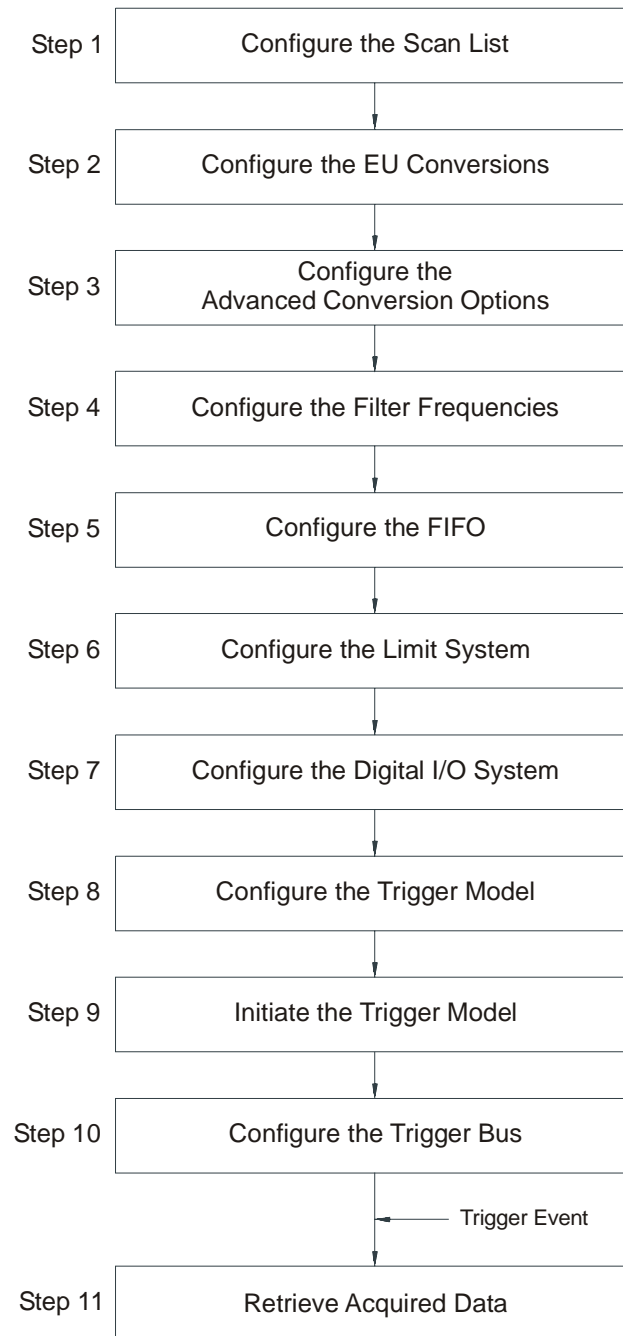 Step 1
Configure the Scan List
Step 2
Configure the EU Conversions
Step 3
Configure the
Advanced Conversion Options
Step 4
Configure the Filter Frequencies
Step 5
Configure the FIFO
Step 6
Configure the Limit System
Step 7
Configure the Digital I/O System
Step 8
Configure the Trigger Model
Step 9
Initiate the Trigger Model
Step 10
Configure the Trigger Bus
Trigger Event
Step 11
Retrieve Acquired Data